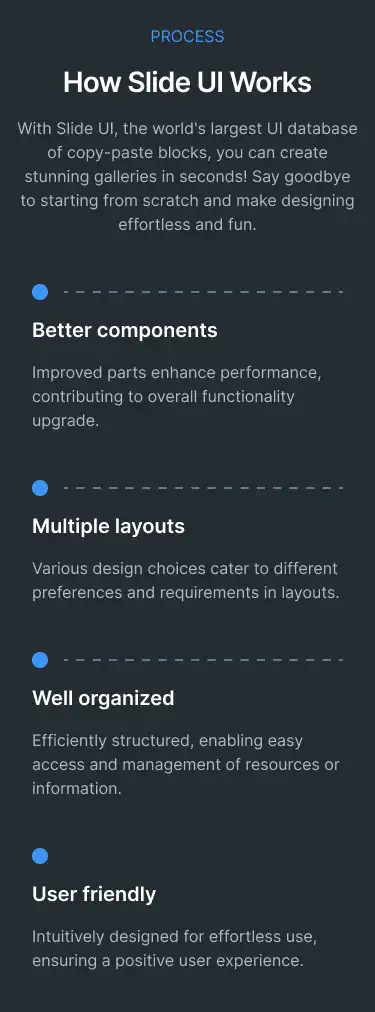 PROCESS
How Slide UI Works
With Slide UI, the world's largest UI database
of copy-paste blocks, you can create
stunning galleries in seconds! Say goodbye
to starting from scratch and make designing
effortless and fun.
Better components
Improved parts enhance performance,
contributing to overall functionality
upgrade.
Multiple layouts
Various design choices cater to different
preferences and requirements in layouts.
Well organized
Efficiently structured, enabling easy
access and management of resources or
information.
User friendly
Intuitively designed for effortless use,
ensuring a positive user experience.